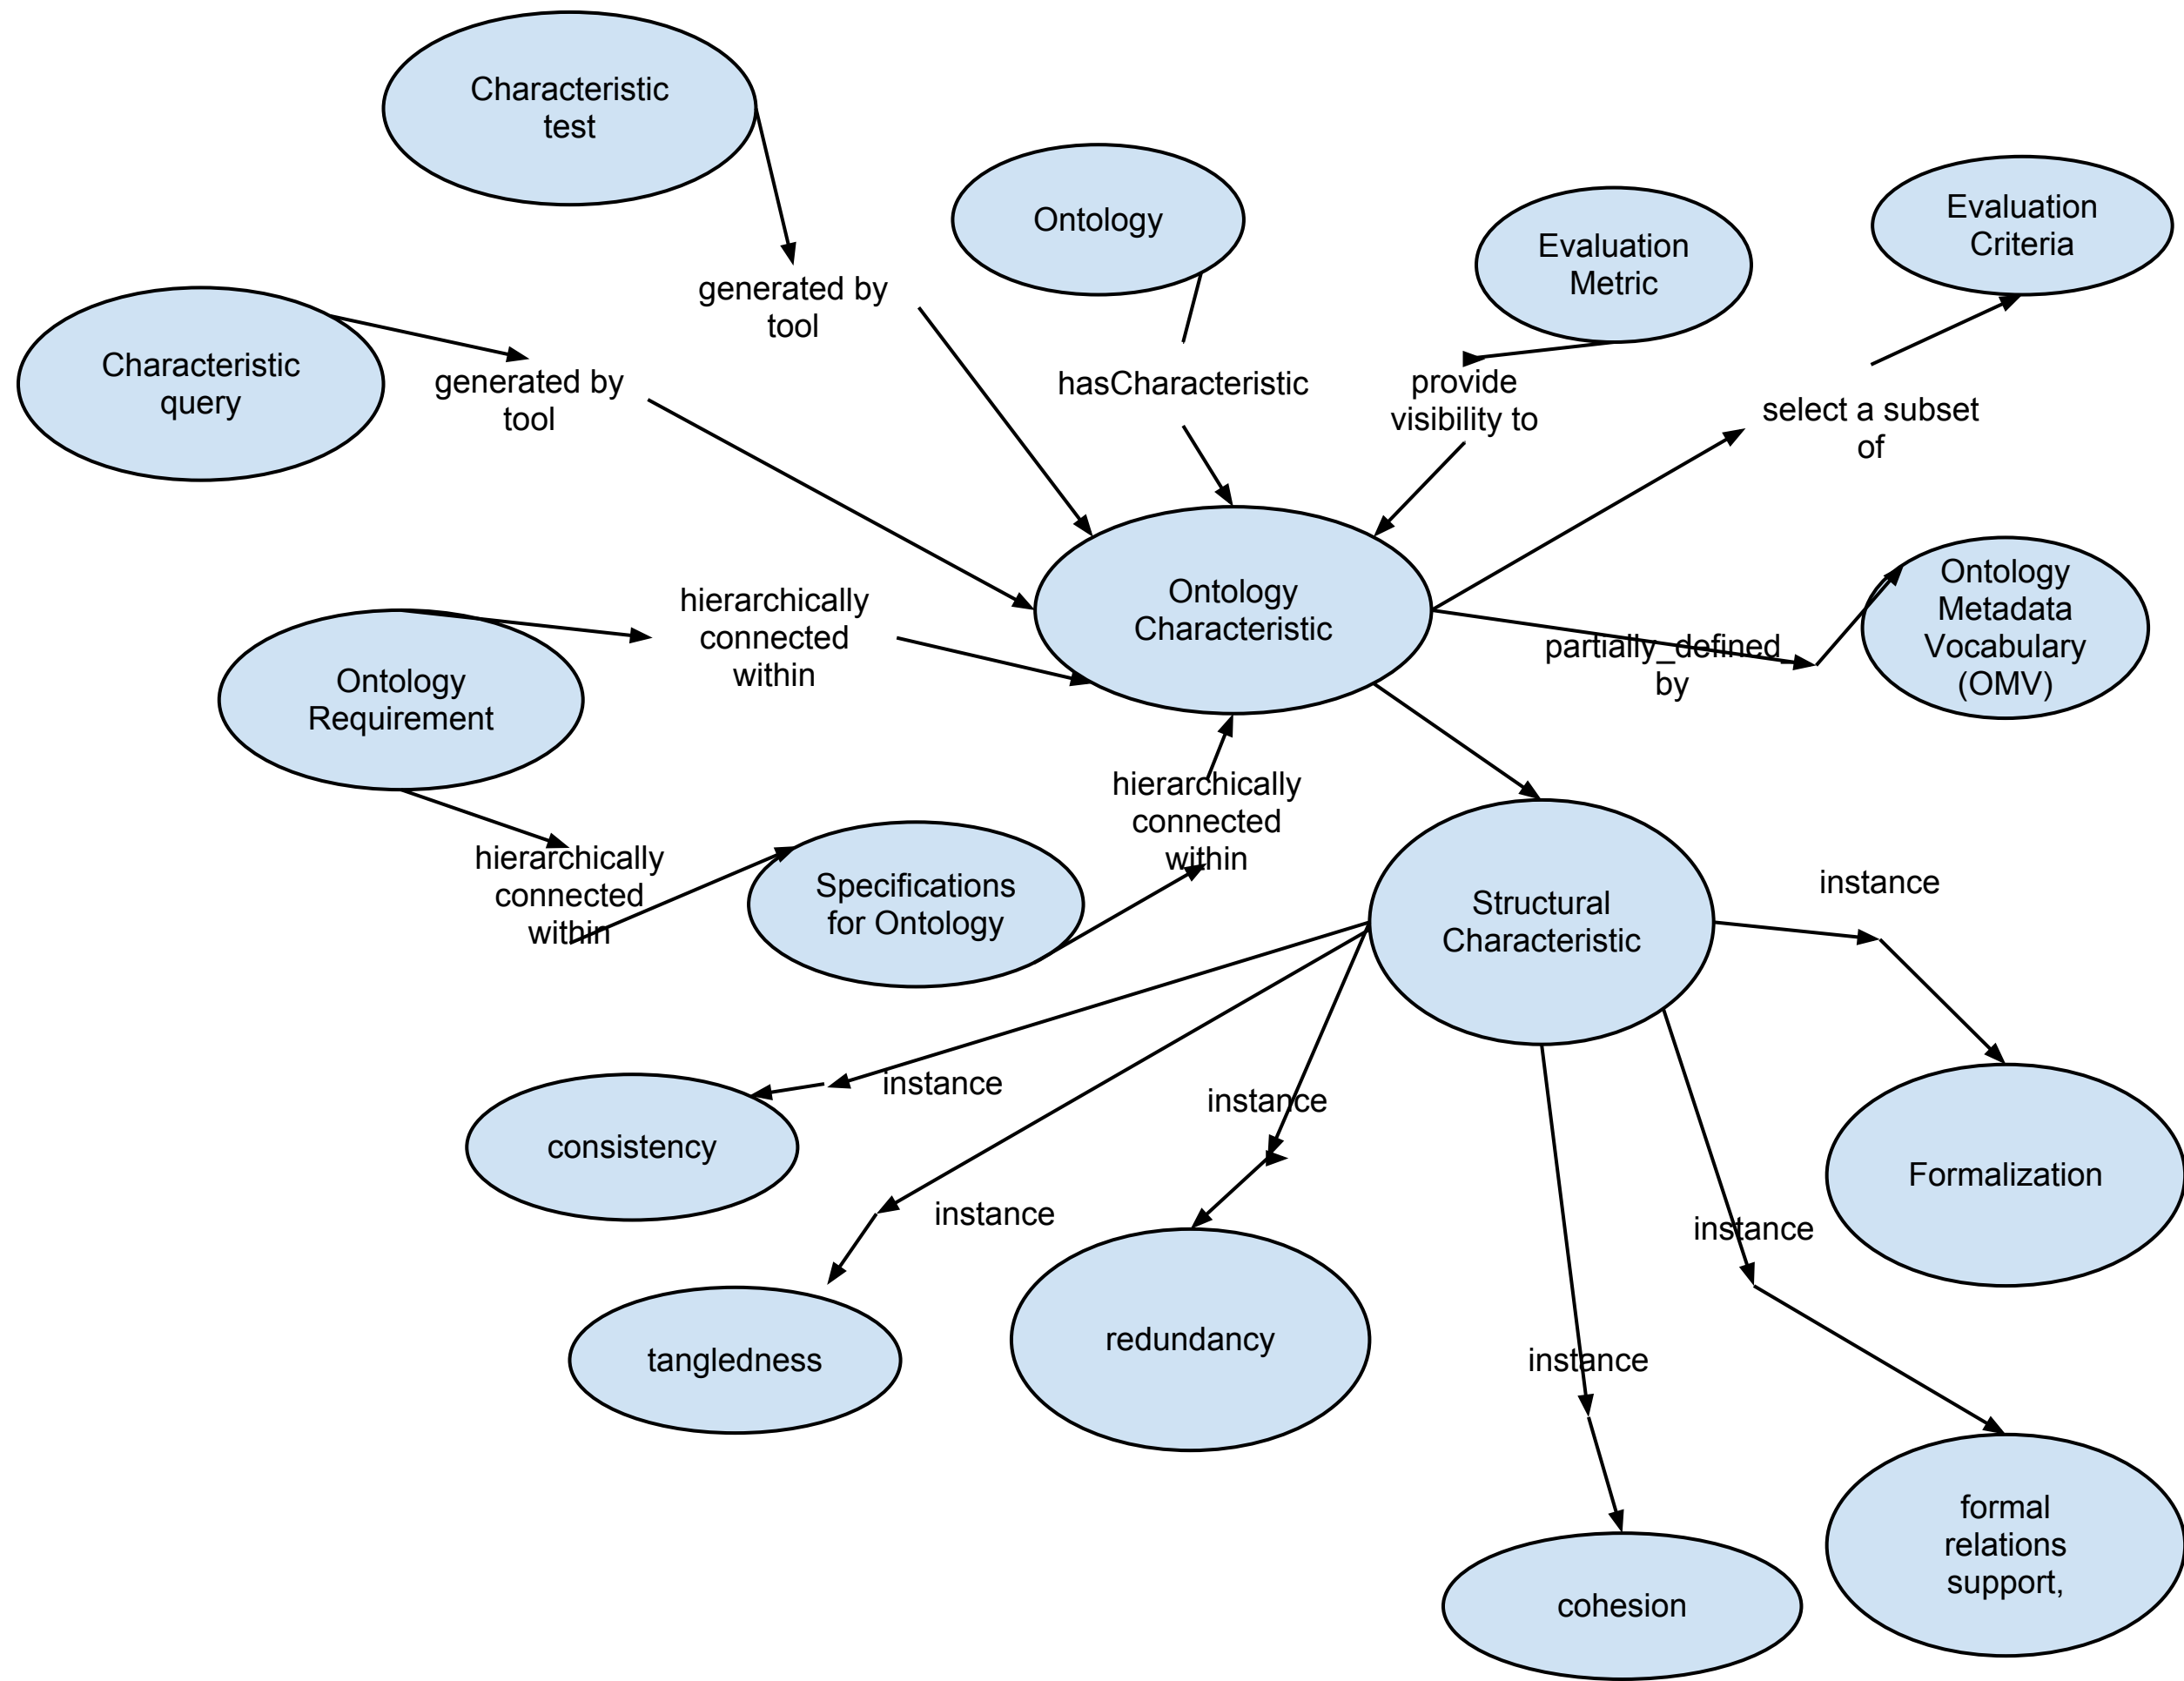 Characteristic
test
Ontology
Evaluation
Criteria
Evaluation
Metric
generated by
tool
Characteristic
query
generated by
tool
hasCharacteristic
provide
visibility to
select a subset
of
Ontology
Characteristic
Ontology
Metadata
Vocabulary
(OMV)
hierarchically
connected
within
partially_defined_
by
Ontology
Requirement
hierarchically
connected
within
hierarchically
connected
within
Specifications
for Ontology
Structural
Characteristic
instance
instance
instance
consistency
Formalization
instance
instance
redundancy
tangledness
instance
formal
relations
support,
cohesion